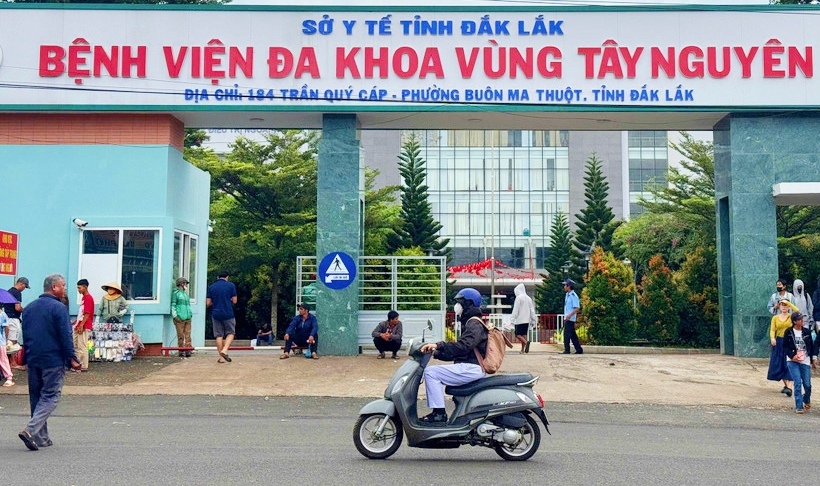 SỞ Y TẾ TỈNH ĐẮK LẮK
BỆNH VIỆN ĐA KHOA VÙNG TÂY NGUYÊN
ĐỊA CHỈ: 184 TRẦN QUÝ CÁP - PHƯỜNG BUÔN MA THUỘT. TỈNH ĐẮK LẮK